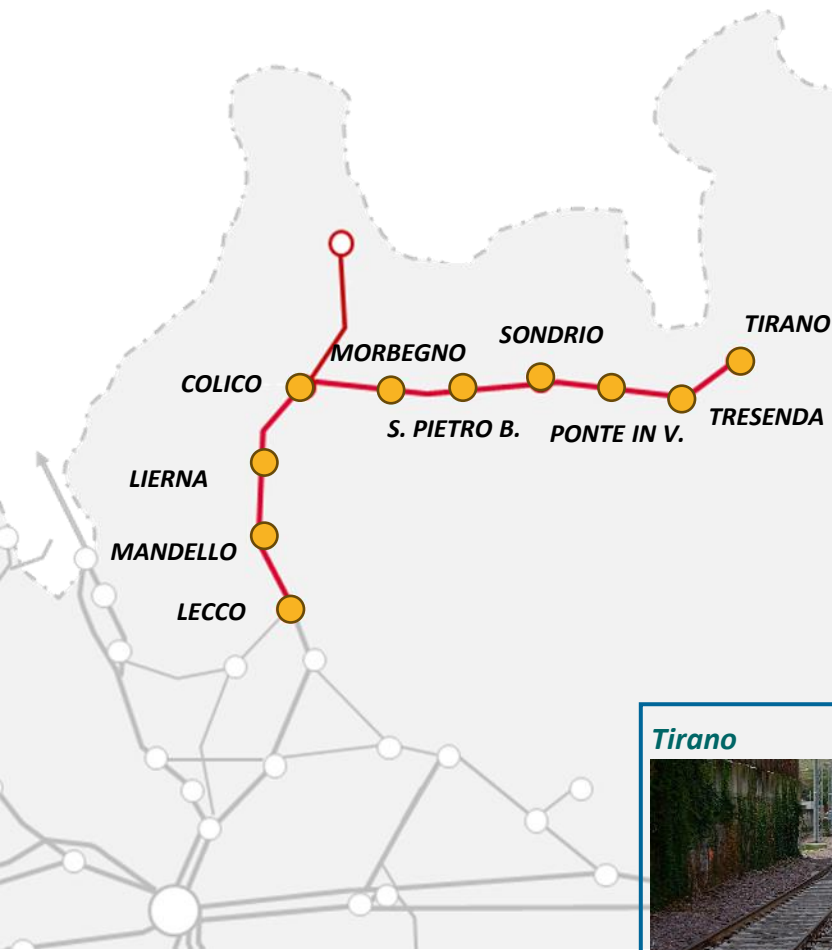 TIRANO
SONDRIO
MORBEGNO
COLICO
TRESENDA
S. PIETRO B.
PONTE IN V.
LIERNA
MANDELLO
LECCO
Tirano